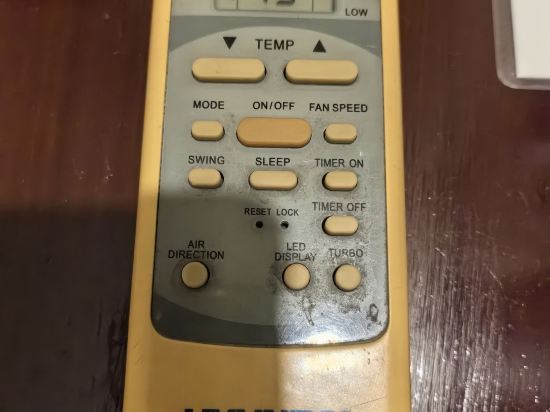 LOW
▼ TEMP ▲
MODE ON/OFF FAN SPEED
SWING SLEEP TIMER ON
RESET LOCK TIMER OFF
AIR DIRECTION LED DISPLAY TURBO